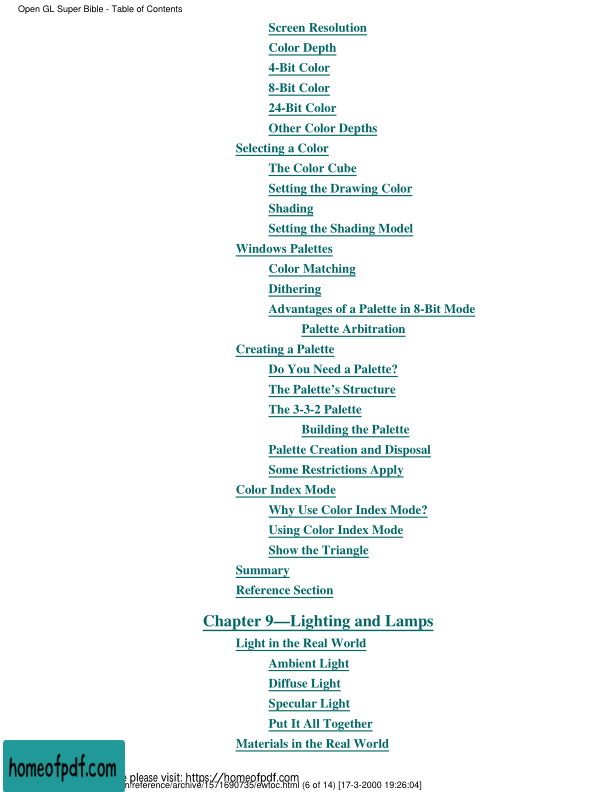 Open GL Super Bible - Table of Contents
Screen Resolution
Color Depth
4-Bit Color
8-Bit Color
24-Bit Color
Other Color Depths
Selecting a Color
The Color Cube
Setting the Drawing Color
Shading
Setting the Shading Model
Windows Palettes
Color Matching
Dithering
Advantages of a Palette in 8-Bit Mode
Palette Arbitration
Creating a Palette
Do You Need a Palette?
The Palette's Structure
The 3-3-2 Palette
Building the Palette
Palette Creation and Disposal
Some Restrictions Apply
Color Index Mode
Why Use Color Index Mode?
Using Color Index Mode
Show the Triangle
Summary
Reference Section
Chapter 9—Lighting and Lamps
Light in the Real World
Ambient Light
Diffuse Light
Specular Light
Put It All Together
Materials in the Real World
homeofpdf.com
please visit: https://homeofpdf.com
/reference/archive/1571690735/ewtoc.html (6 of 14) [17-3-2000 19:26:04]